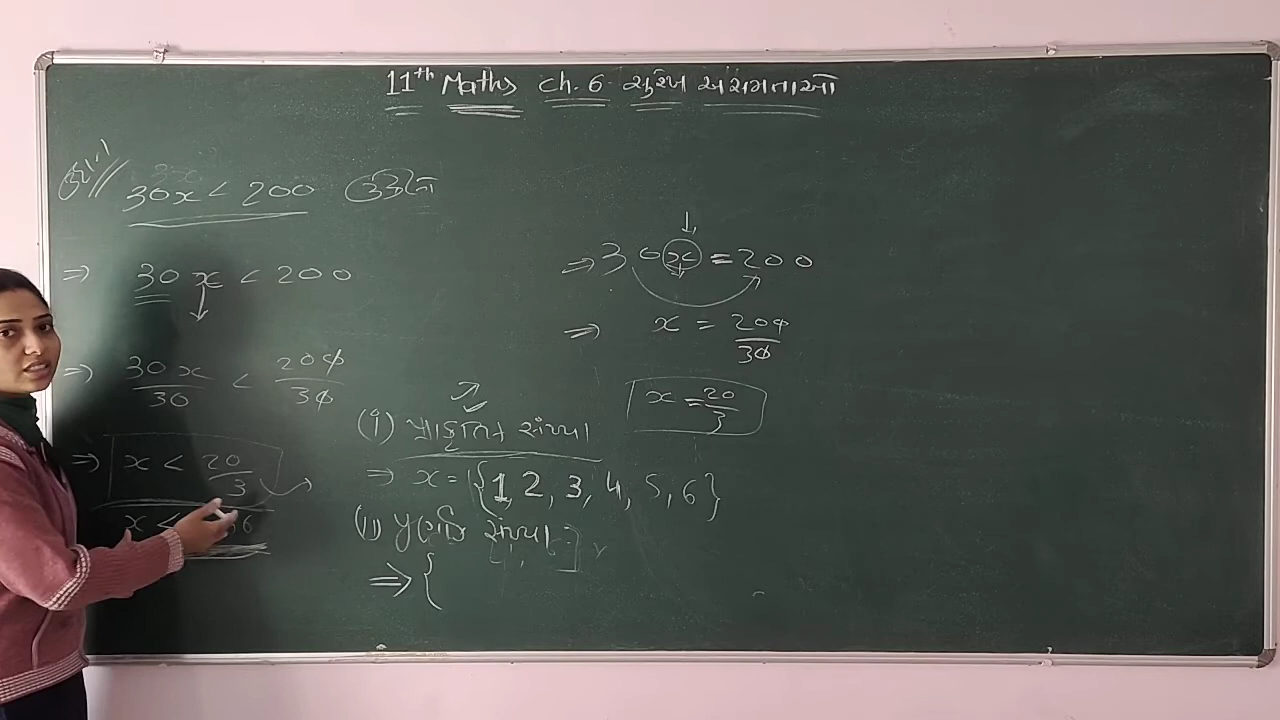 11th Maths ch. 6 સુરેખ અસમતાઓ
30x < 200
⇒ 30x < 200
⇒ 30x/30 < 200/30
⇒ x < 20/3
x <
(i) પ્રાકૃતિક સંખ્યા
⇒ x = {1, 2, 3, 4, 5, 6}
(ii) પૂર્ણાંક સંખ્યા
⇒ {
⇒ 30x = 200
⇒ x = 200/30
x = 20/3